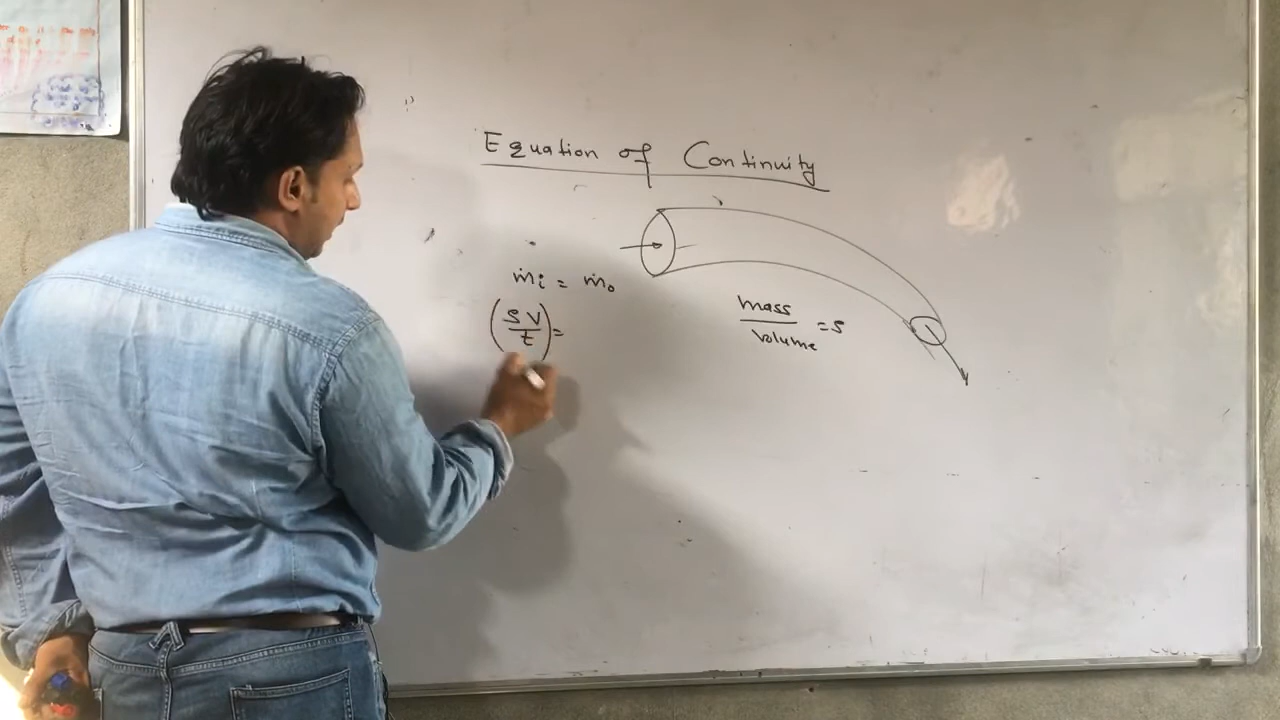 Equation of Continuity
ṁi = ṁo
(ρV/t) =
mass/Volume = ρ